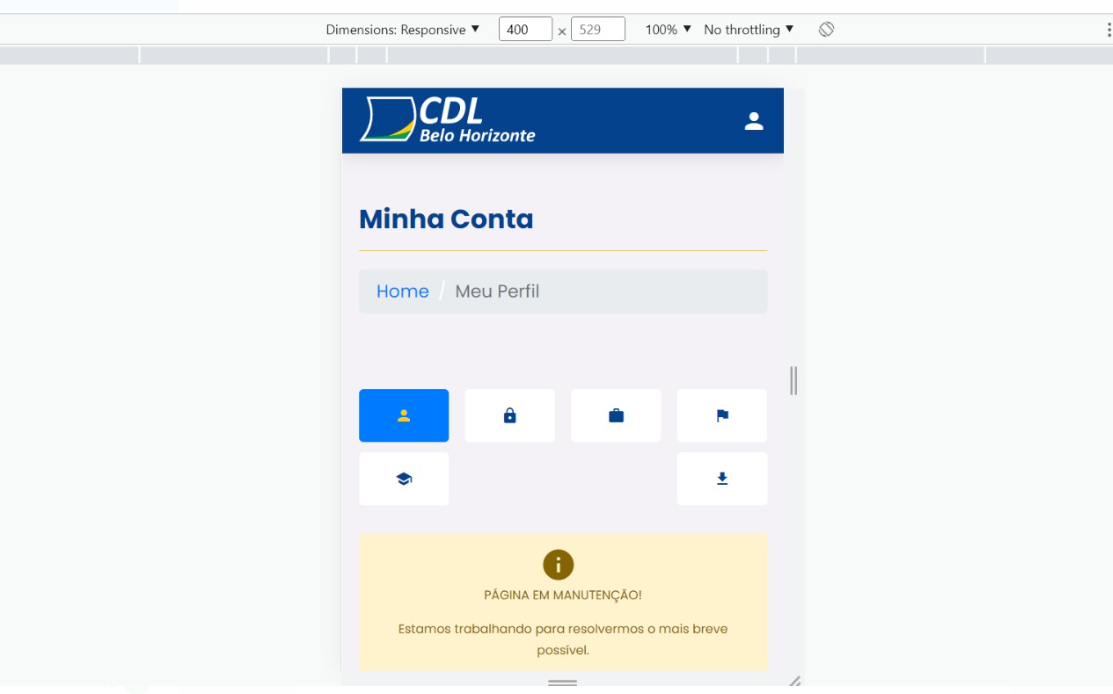 Dimensions: Responsive ▼ 400 × 529 100% ▼ No throttling ▼
CDL
Belo Horizonte
Minha Conta
Home / Meu Perfil
PÁGINA EM MANUTENÇÃO!
Estamos trabalhando para resolvermos o mais breve
possível.